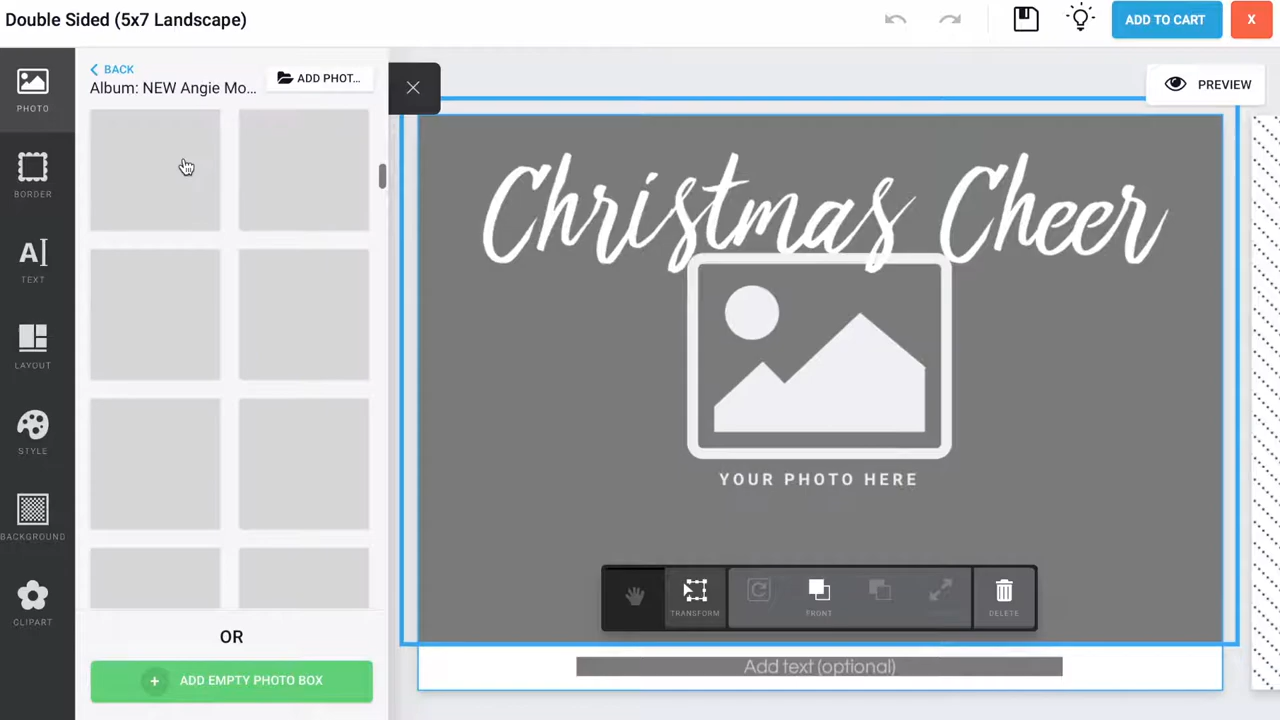 Double Sided (5x7 Landscape)
ADD TO CART
X
PHOTO
BORDER
TEXT
LAYOUT
STYLE
BACKGROUND
CLIPART
BACK
Album: NEW Angie Mo...
ADD PHOT...
OR
+ ADD EMPTY PHOTO BOX
PREVIEW
Christmas Cheer
YOUR PHOTO HERE
TRANSFORM
FRONT
DELETE
Add text (optional)